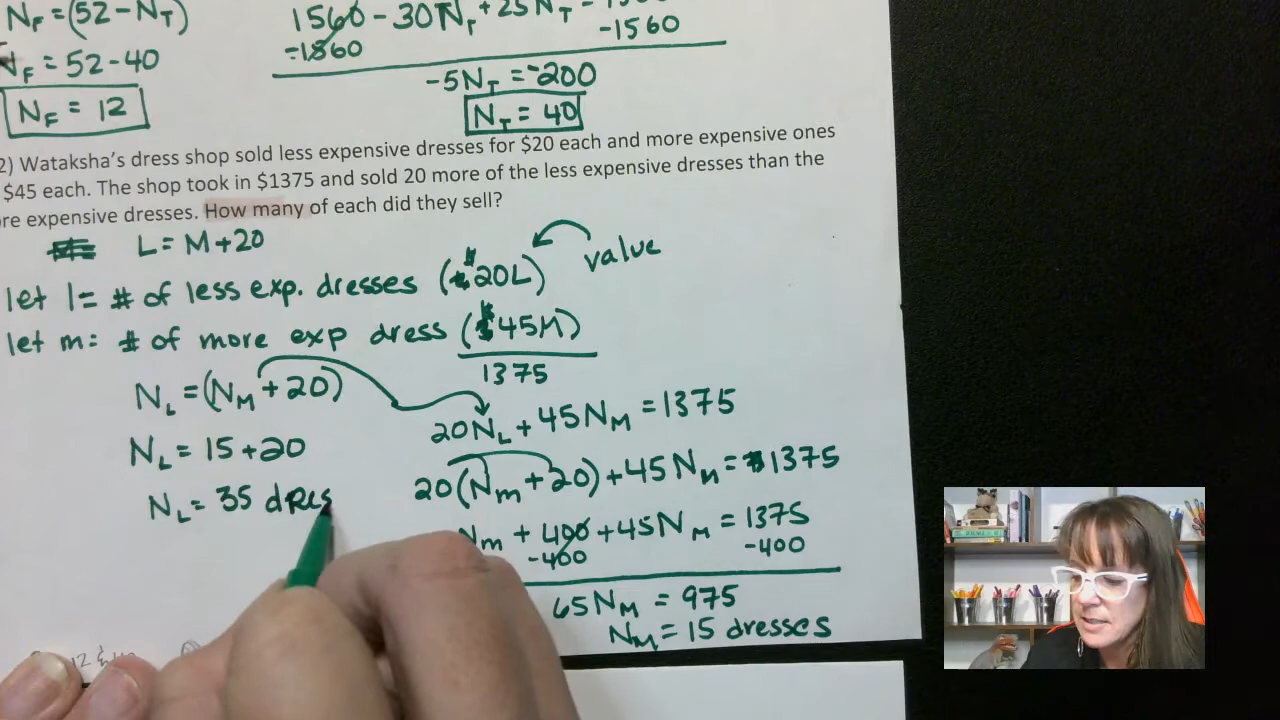 N_F = (52 - N_T)
N_F = 52 - 40
N_F = 12
1560 - 30N_T + 25N_T
-1560 -1560
-5N_T = -200
N_T = 40
2) Wataksha's dress shop sold less expensive dresses for $20 each and more expensive ones
$45 each. The shop took in $1375 and sold 20 more of the less expensive dresses than the
re expensive dresses. How many of each did they sell?
L = M + 20
value
let l = # of less exp. dresses ($20L)
let m = # of more exp dress ($45M)
1375
N_L = (N_M + 20)
N_L = 15 + 20
N_L = 35 dres
20N_L + 45N_M = 1375
20(N_m + 20) + 45N_M = 1375
N_m + 400 + 45N_M = 1375
-400 -400
65N_M = 975
N_M = 15 dresses